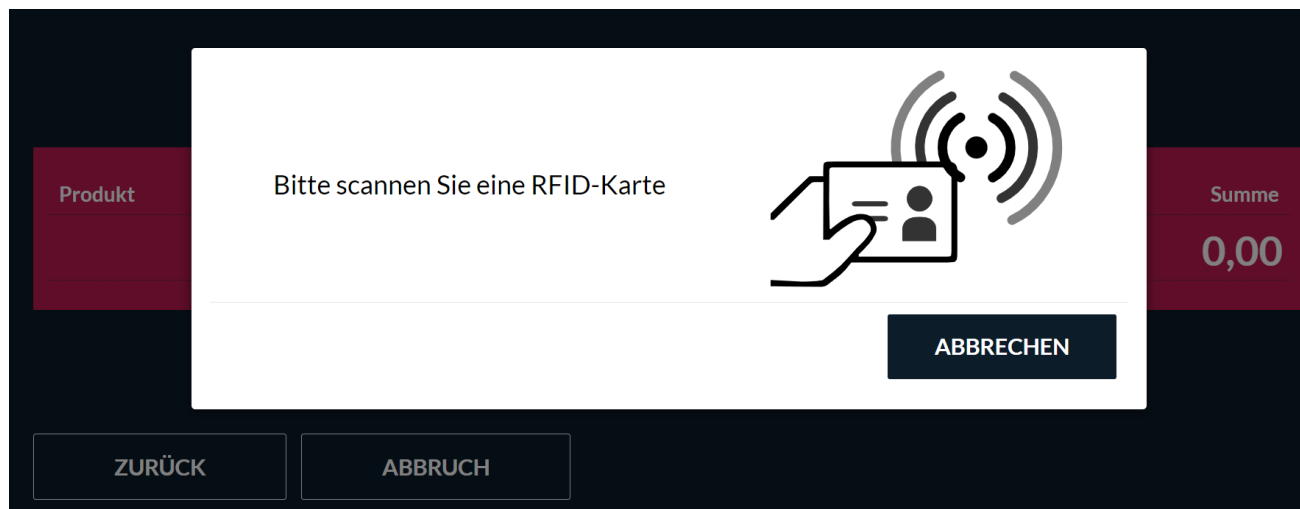 Bitte scannen Sie eine RFID-Karte
Produkt
Summe
0,00
ABBRECHEN
ZURÜCK
ABBRUCH